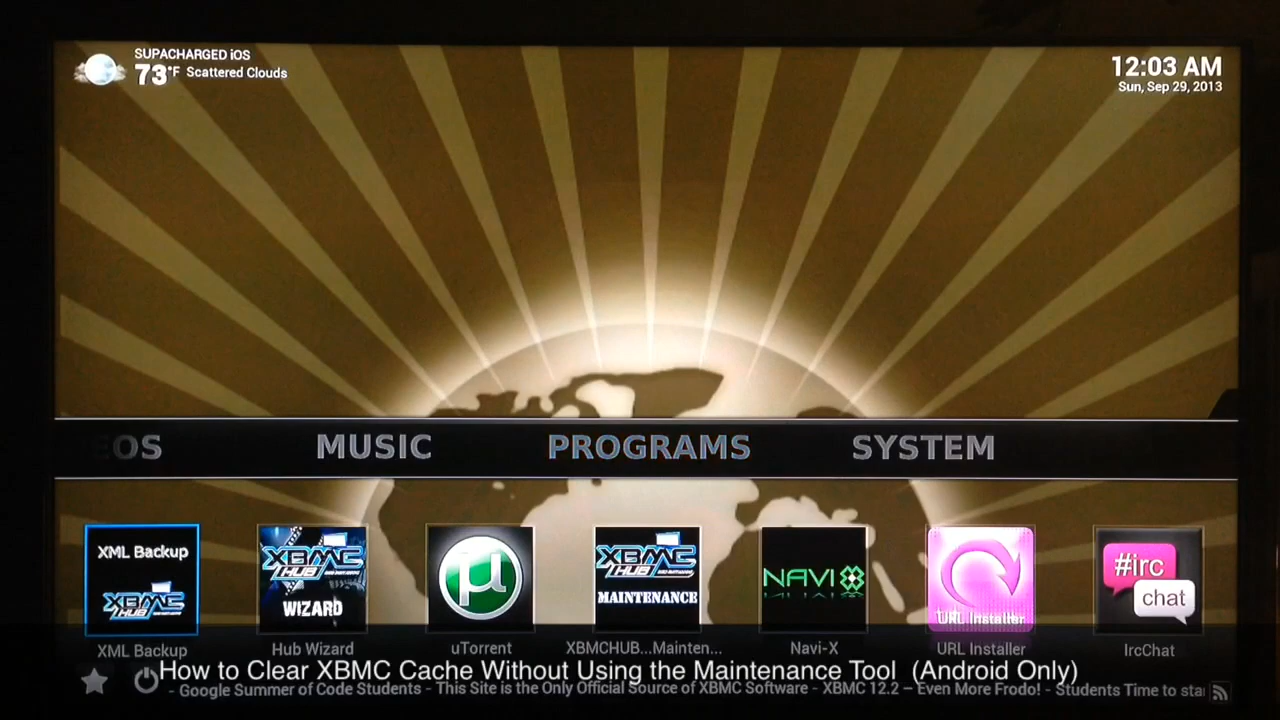 SUPACHARGED iOS
73°F Scattered Clouds
12:03 AM
Sun, Sep 29, 2013
EOS MUSIC PROGRAMS SYSTEM
XML Backup
XBMC HUB
XML Backup
XBMC HUB
WIZARD
Hub Wizard
µ
uTorrent
XBMC HUB
MAINTENANCE
XBMCHUB...Mainten...
NAVI X
Navi-X
URL Installer
URL Installer
#irc
chat
IrcChat
How to Clear XBMC Cache Without Using the Maintenance Tool (Android Only)
- Google Summer of Code Students - This Site is the Only Official Source of XBMC Software - XBMC 12.2 – Even More Frodo! - Students Time to sta